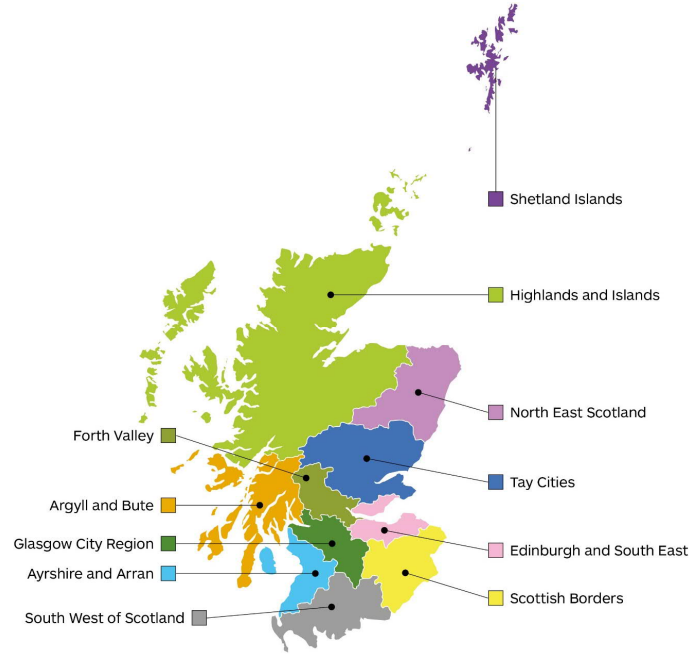 Shetland Islands
Highlands and Islands
North East Scotland
Forth Valley
Tay Cities
Argyll and Bute
Glasgow City Region
Edinburgh and South East
Ayrshire and Arran
Scottish Borders
South West of Scotland